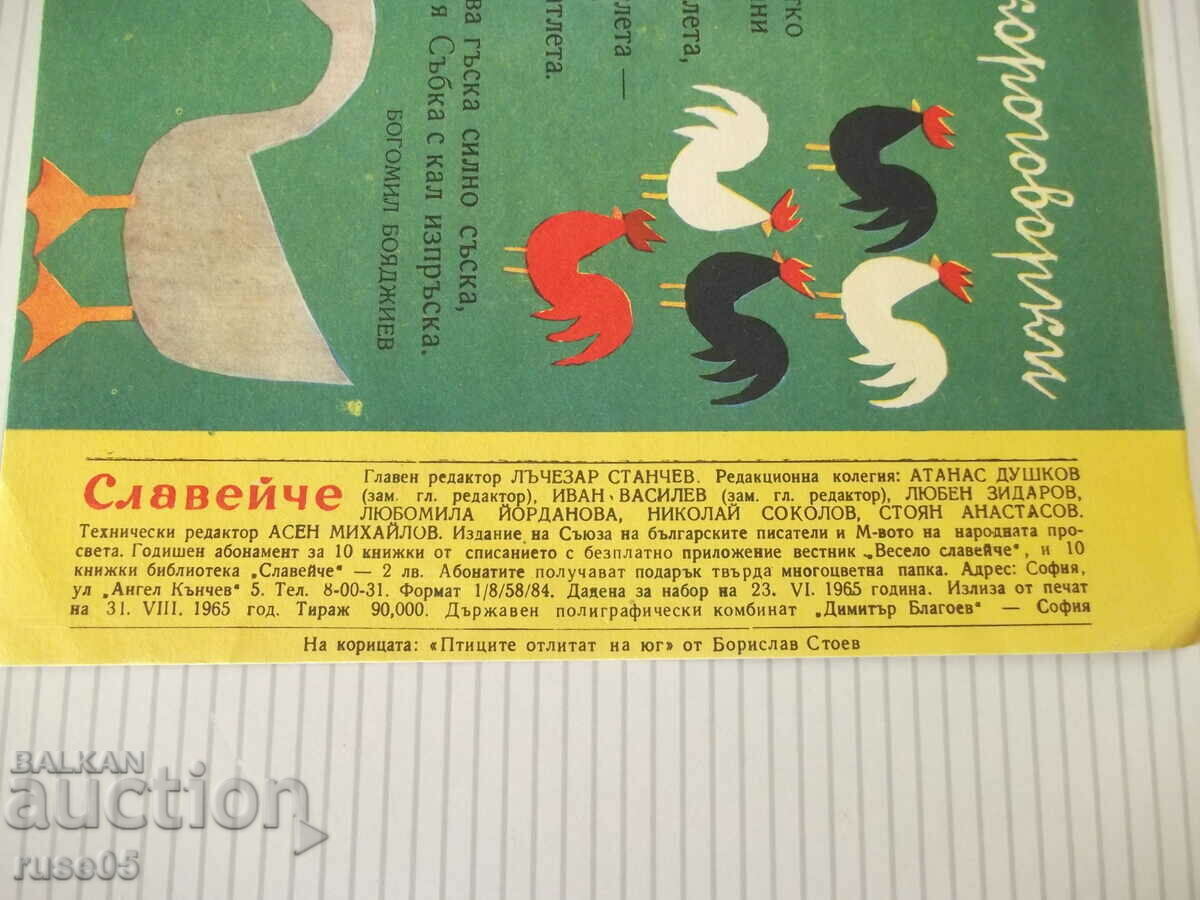 короговорки
тко
ани
лета,
лета —
атлета.
ва гъска силно съска,
я Събка с кал изпръска.
БОГОМИЛ БОЯДЖИЕВ
Славейче
Главен редактор ЛЪЧЕЗАР СТАНЧЕВ. Редакционна колегия: АТАНАС ДУШКОВ
(зам. гл. редактор), ИВАН ВАСИЛЕВ (зам. гл. редактор), ЛЮБЕН ЗИДАРОВ,
ЛЮБОМИЛА ЙОРДАНОВА, НИКОЛАЙ СОКОЛОВ, СТОЯН АНАСТАСОВ.
Технически редактор АСЕН МИХАЙЛОВ. Издание на Съюза на българските писатели и М-вото на народната про-
света. Годишен абонамент за 10 книжки от списанието с безплатно приложение вестник „Весело славейче“, и 10
книжки библиотека „Славейче“ — 2 лв. Абонатите получават подарък твърда многоцветна папка. Адрес: София,
ул „Ангел Кънчев“ 5. Тел. 8-00-31. Формат 1/8/58/84. Дадена за набор на 23. VI. 1965 година. Излиза от печат
на 31. VIII. 1965 год. Тираж 90,000. Държавен полиграфически комбинат „Димитър Благоев“ — София
На корицата: «Птиците отлитат на юг» от Борислав Стоев
BALKAN
auction
ruse05